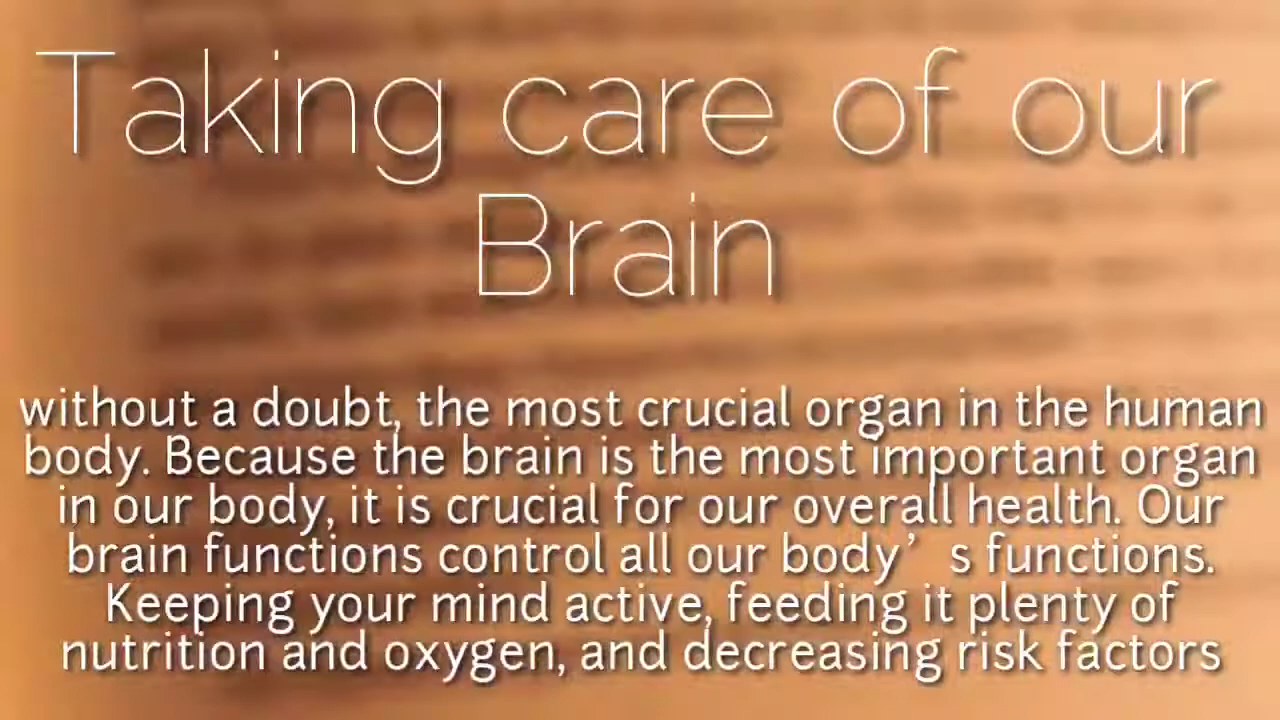 Taking care of our
Brain
without a doubt, the most crucial organ in the human
body. Because the brain is the most important organ
in our body, it is crucial for our overall health. Our
brain functions control all our body’s functions.
Keeping your mind active, feeding it plenty of
nutrition and oxygen, and decreasing risk factors